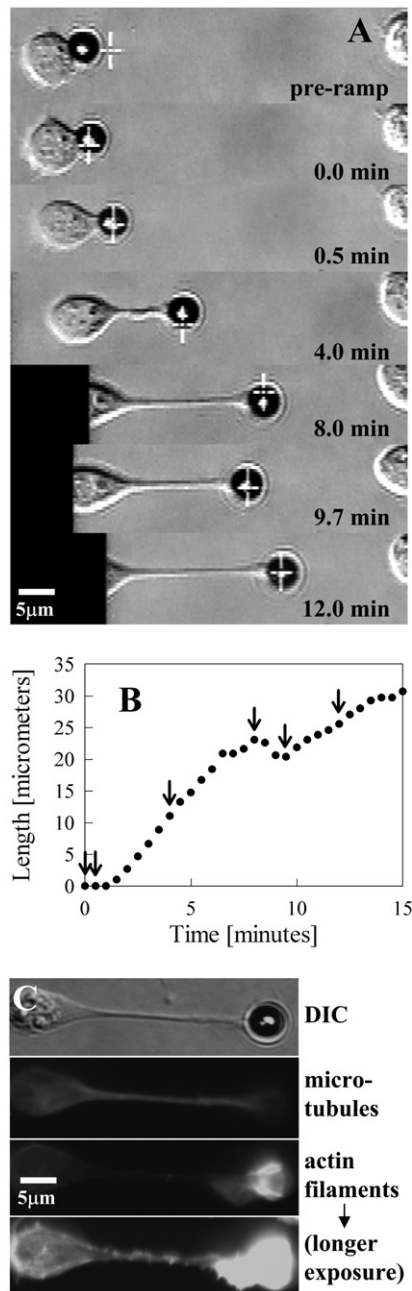 A
pre-ramp
0.0 min
0.5 min
4.0 min
8.0 min
9.7 min
12.0 min
5μm
B
Length [micrometers]
35
30
25
20
15
10
5
0
0 5 10 15
Time [minutes]
C
DIC
micro-
tubules
actin
filaments
5μm
(longer
exposure)